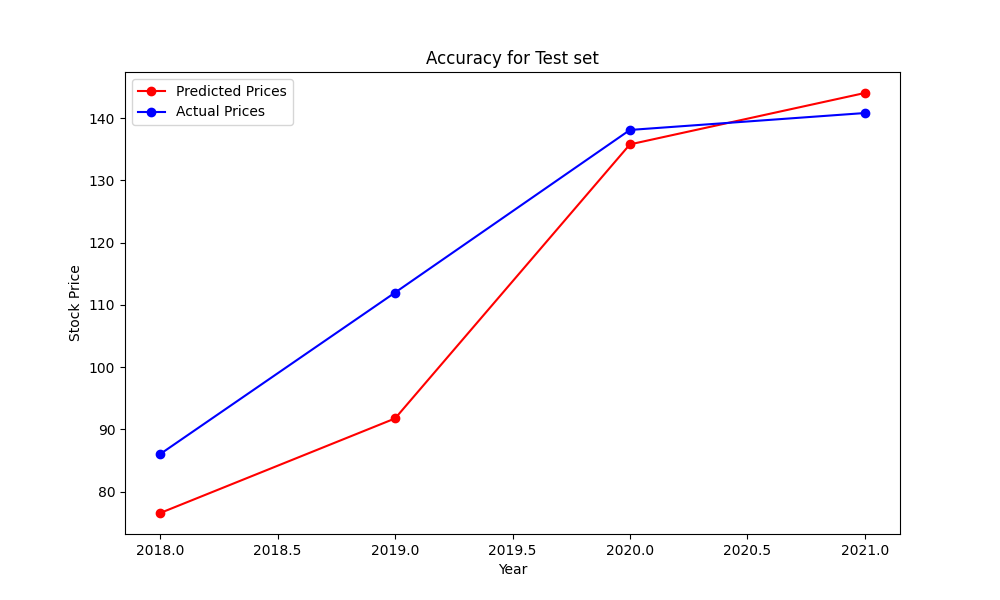 Accuracy for Test set
Predicted Prices
Actual Prices
Stock Price
140
130
120
110
100
90
80
2018.0 2018.5 2019.0 2019.5 2020.0 2020.5 2021.0
Year